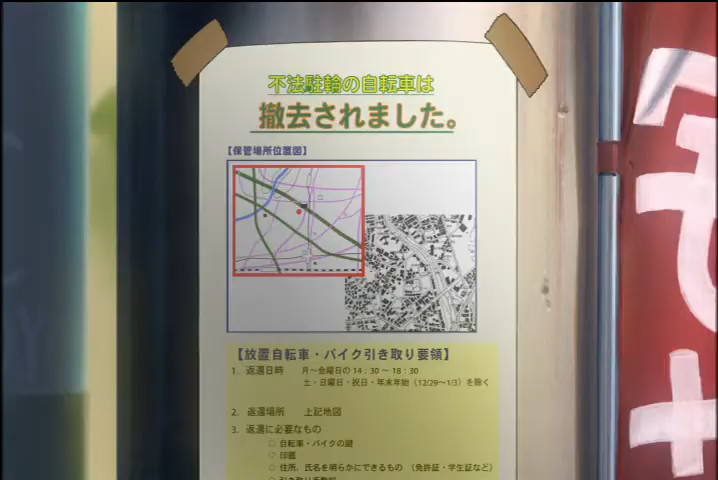 不法駐輪の自転車は
撤去されました。
【保管場所位置図】
【放置自転車・バイク引き取り要領】
1. 返還日時 月～金曜日の 14：30 ～ 18：30
土・日曜日・祝日・年末年始（12/29～1/3）を除く
2. 返還場所 上記地図
3. 返還に必要なもの
○ 自転車・バイクの鍵
○ 印鑑
○ 住所、氏名を明らかにできるもの （免許証・学生証など）